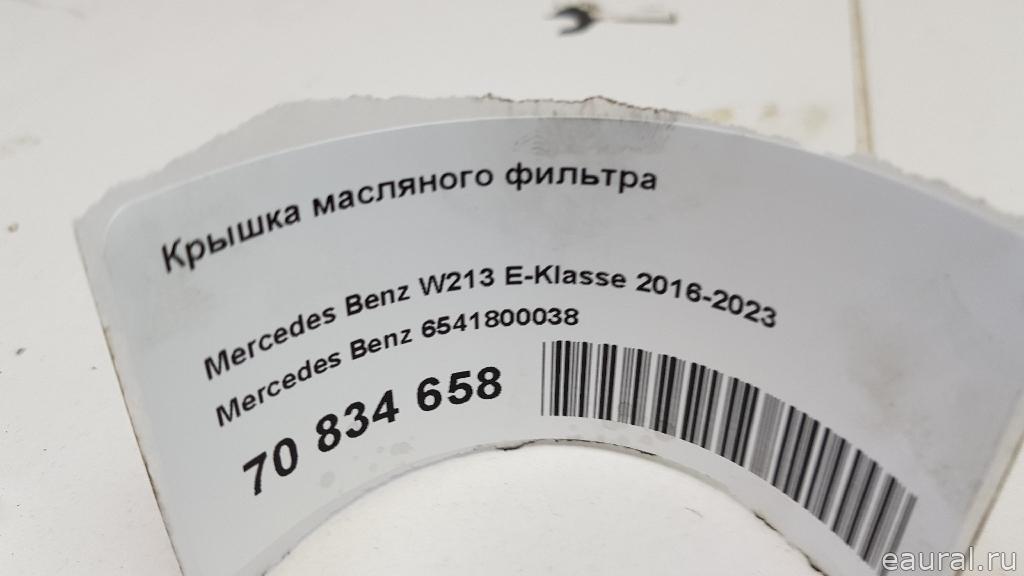 Крышка масляного фильтра
Mercedes Benz W213 E-Klasse 2016-2023
Mercedes Benz 6541800038
70 834 658
eaural.ru